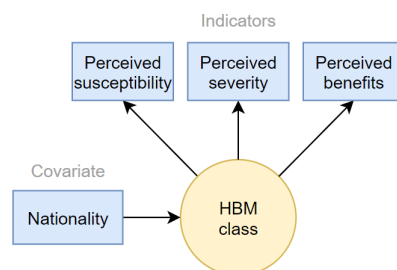 Indicators
Perceived
susceptibility
Perceived
severity
Perceived
benefits
Covariate
Nationality
HBM
class